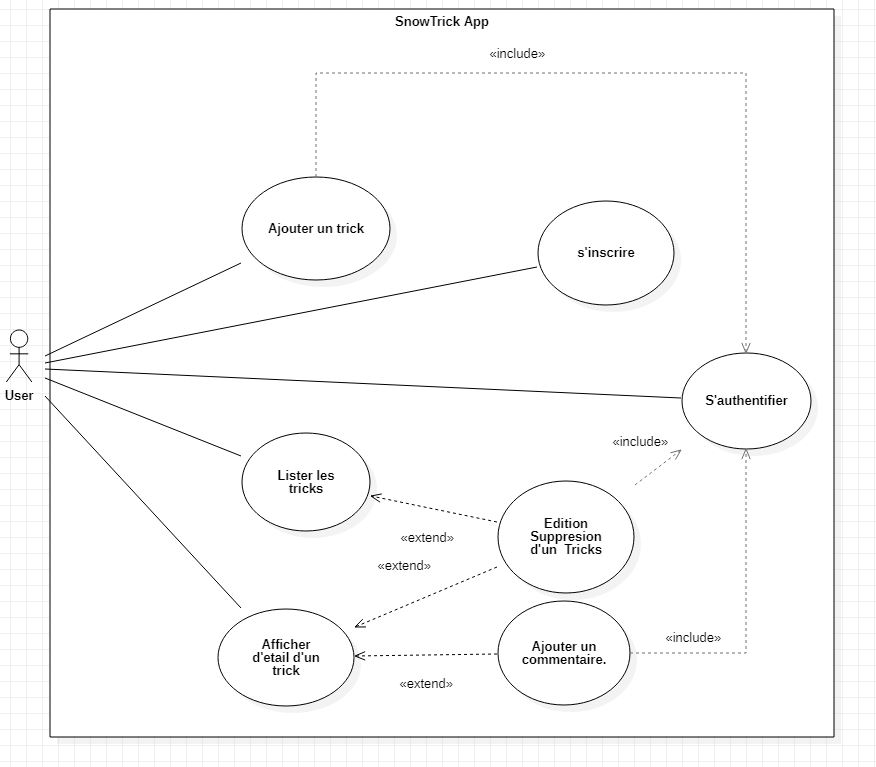 SnowTrick App
«include»
Ajouter un trick
s'inscrire
User
S'authentifier
«include»
Lister les
tricks
Edition
Suppresion
d'un Tricks
«extend»
«extend»
Afficher
d'etail d'un
trick
Ajouter un
commentaire.
«include»
«extend»